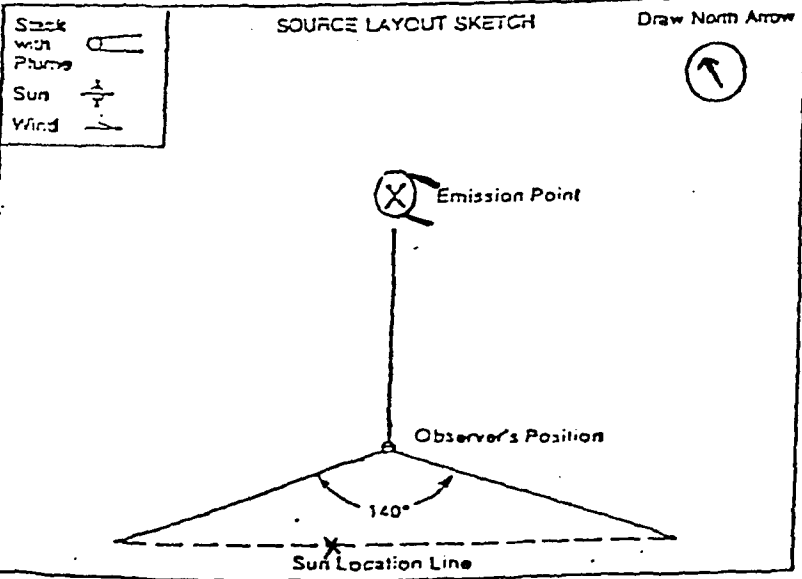 Stack
with
Plume
Sun
Wind
SOURCE LAYOUT SKETCH
Draw North Arrow
X Emission Point
Observer's Position
140°
X
Sun Location Line